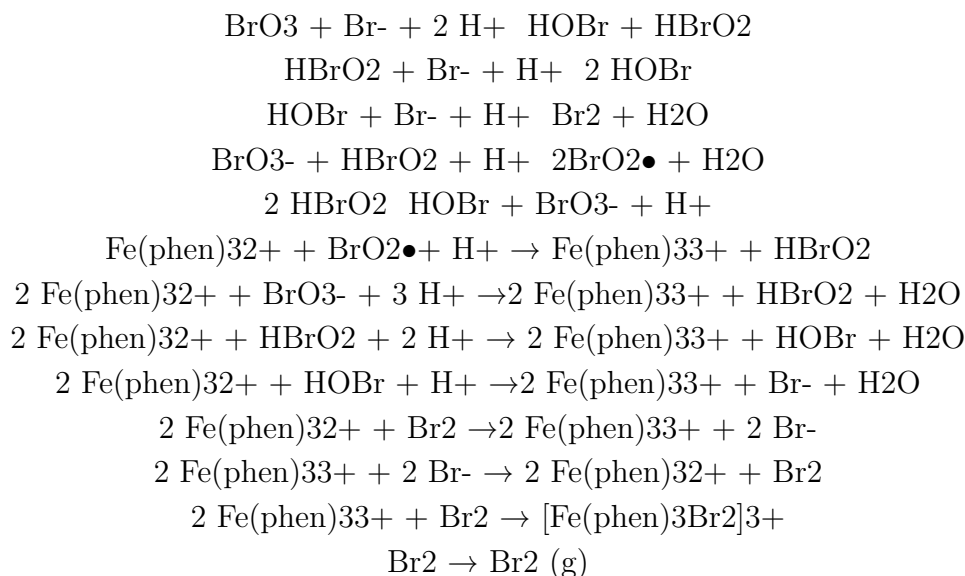 BrO3 + Br- + 2 H+  HOBr + HBrO2
HBrO2 + Br- + H+  2 HOBr
HOBr + Br- + H+  Br2 + H2O
BrO3- + HBrO2 + H+  2BrO2● + H2O
2 HBrO2  HOBr + BrO3- + H+
Fe(phen)32+ + BrO2●+ H+ → Fe(phen)33+ + HBrO2
2 Fe(phen)32+ + BrO3- + 3 H+ →2 Fe(phen)33+ + HBrO2 + H2O
2 Fe(phen)32+ + HBrO2 + 2 H+ → 2 Fe(phen)33+ + HOBr + H2O
2 Fe(phen)32+ + HOBr + H+ →2 Fe(phen)33+ + Br- + H2O
2 Fe(phen)32+ + Br2 →2 Fe(phen)33+ + 2 Br-
2 Fe(phen)33+ + 2 Br- → 2 Fe(phen)32+ + Br2
2 Fe(phen)33+ + Br2 → [Fe(phen)3Br2]3+
Br2 → Br2 (g)